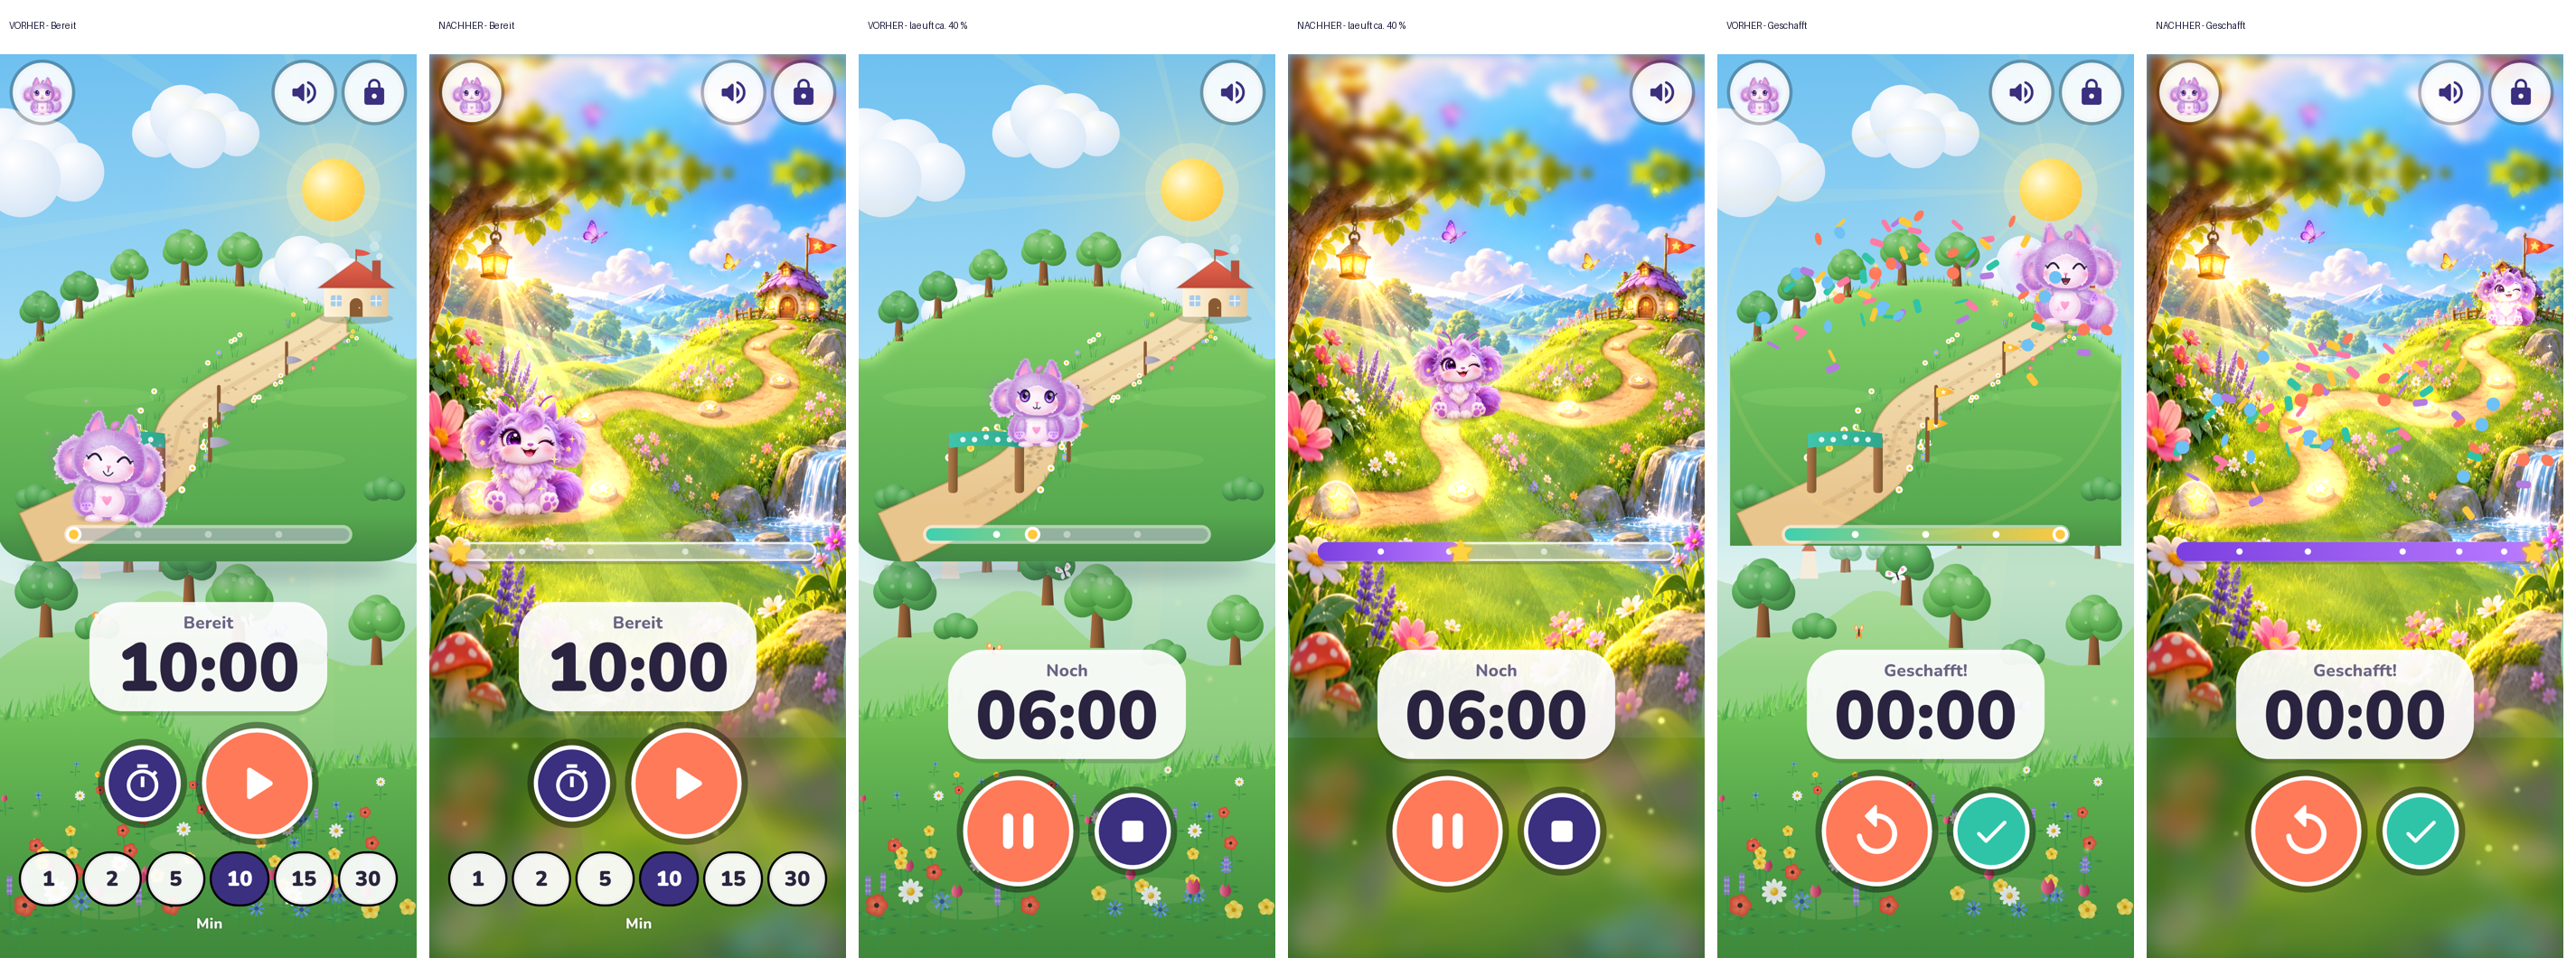 VORHER - Bereit
NACHHER - Bereit
VORHER - laeuft ca. 40 %
NACHHER - laeuft ca. 40 %
VORHER - Geschafft
NACHHER - Geschafft
Bereit
10:00
1 2 5 10 15 30
Min
Bereit
10:00
1 2 5 10 15 30
Min
Noch
06:00
Noch
06:00
Geschafft!
00:00
Geschafft!
00:00